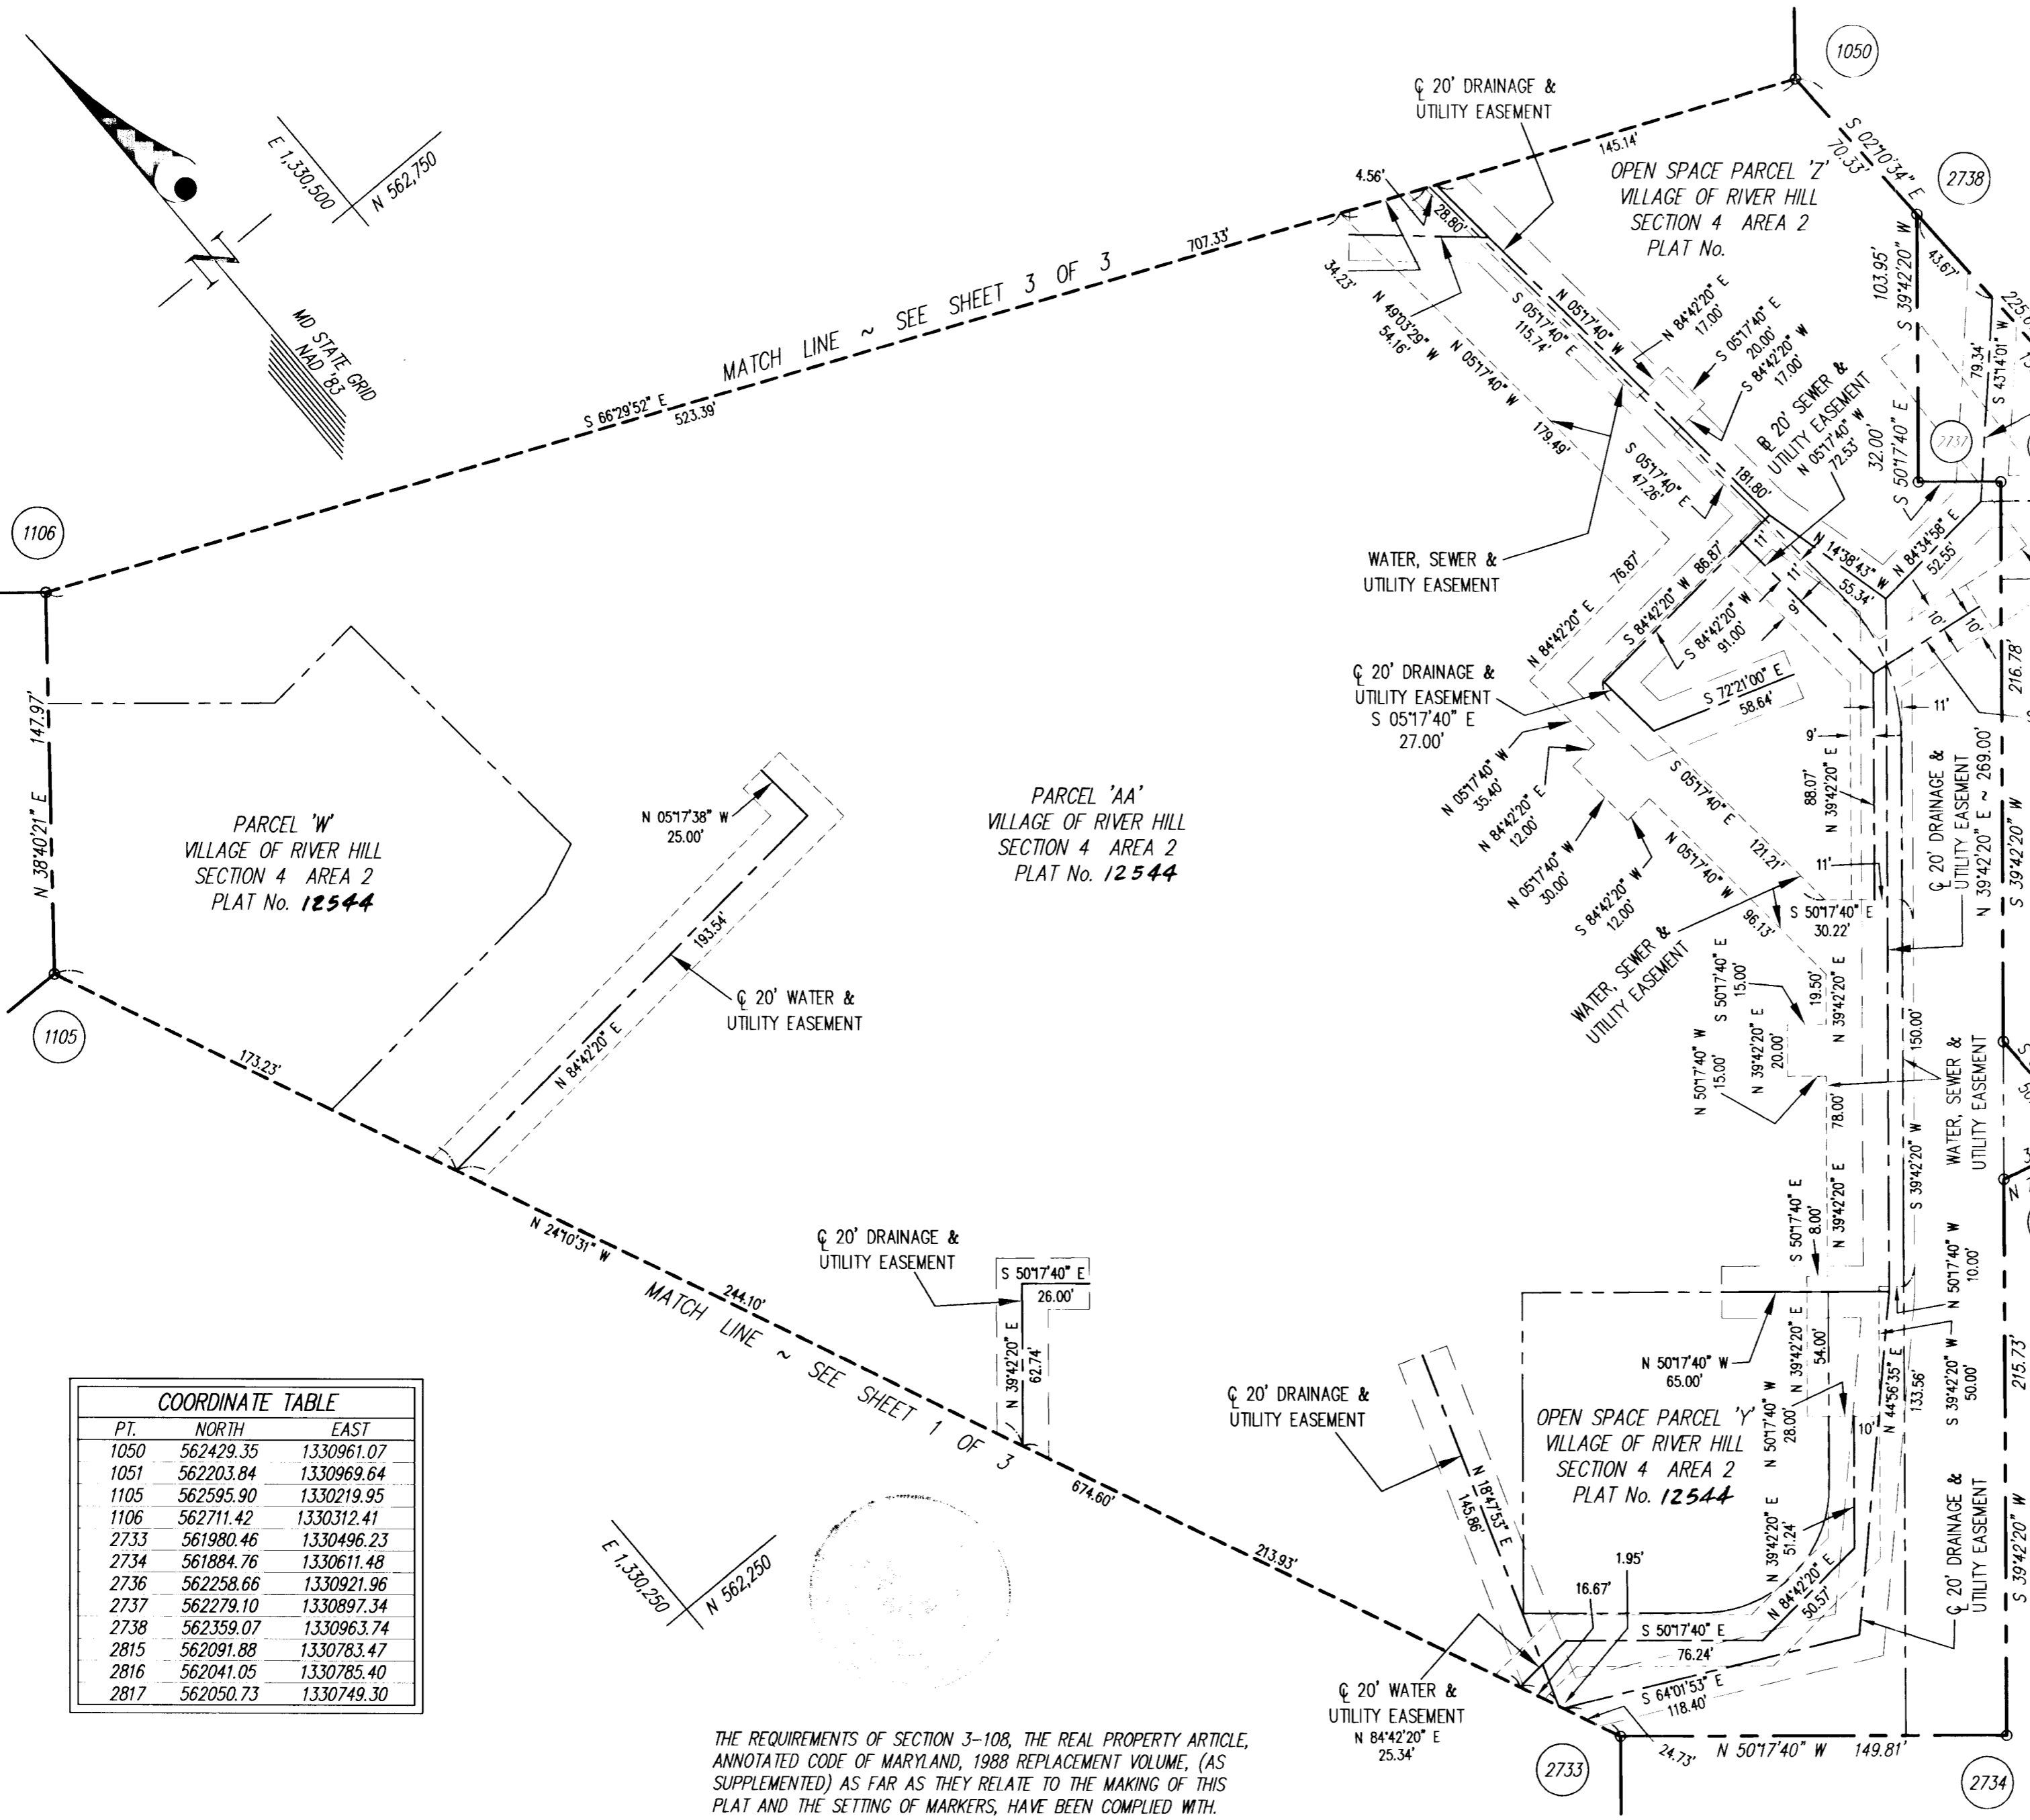 1050
℄ 20' DRAINAGE &
UTILITY EASEMENT
145.14'
S 02°10'34" E
70.33'
2738
OPEN SPACE PARCEL 'Z'
VILLAGE OF RIVER HILL
SECTION 4 AREA 2
PLAT No.
4.56'
28.80'
707.33'
34.23'
N 49°03'29" W
54.16'
E 1,330,500
N 562,750
MD STATE GRID
NAD '83
MATCH LINE ~ SEE SHEET 3 OF 3
S 66°29'52" E
523.39'
N 05°17'40" W
179.49'
S 05°17'40" E
115.74'
N 05°17'40" W
N 84°42'20" E
17.00'
S 05°17'40" E
20.00'
S 84°42'20" W
17.00'
20' SEWER &
UTILITY EASEMENT
N 05°17'40" W
72.53'
103.95'
S 39°42'20" W
43.67'
79.34'
S 43°14'01" W
S 50°17'40" E
32.00'
2737
S 05°17'40" E
47.26'
181.80'
WATER, SEWER &
UTILITY EASEMENT
76.87'
N 84°42'20" E
S 84°42'20" W 86.87'
S 84°42'20" W
91.00'
11'
11'
9'
N 14°38'43" W
55.34'
N 84°34'58" E
52.55'
10'
10'
216.78'
S 39°42'20" W
1106
147.97'
N 38°40'21" E
1105
PARCEL 'W'
VILLAGE OF RIVER HILL
SECTION 4 AREA 2
PLAT No. 12544
N 05°17'38" W
25.00'
193.54'
N 84°42'20" E
℄ 20' WATER &
UTILITY EASEMENT
PARCEL 'AA'
VILLAGE OF RIVER HILL
SECTION 4 AREA 2
PLAT No. 12544
℄ 20' DRAINAGE &
UTILITY EASEMENT
S 05°17'40" E
27.00'
S 72°21'00" E
58.64'
N 05°17'40" W
35.40'
N 84°42'20" E
12.00'
N 05°17'40" W
30.00'
S 84°42'20" W
12.00'
S 05°17'40" E
121.21'
N 05°17'40" W
96.13'
11'
9'
88.07'
N 39°42'20" E
11'
℄ 20' DRAINAGE &
UTILITY EASEMENT
N 39°42'20" E ~ 269.00'
S 50°17'40" E
30.22'
WATER, SEWER &
UTILITY EASEMENT
S 50°17'40" E
15.00'
19.50'
N 39°42'20" E
N 39°42'20" E
20.00'
N 50°17'40" W
15.00'
78.00'
N 39°42'20" E
150.00'
S 39°42'20" W
WATER, SEWER &
UTILITY EASEMENT
S 50°17'40" E
8.00'
N 50°17'40" W
10.00'
173.23'
N 24°10'31" W
244.10'
MATCH LINE ~ SEE SHEET 1 OF 3
674.60'
213.93'
℄ 20' DRAINAGE &
UTILITY EASEMENT
S 50°17'40" E
26.00'
N 39°42'20" E
62.74'
℄ 20' DRAINAGE &
UTILITY EASEMENT
N 18°47'53" E
145.86'
N 50°17'40" W
65.00'
N 39°42'20" E
54.00'
N 50°17'40" W
28.00'
10'
N 44°56'35" E
133.56'
S 39°42'20" W
50.00'
215.73'
S 39°42'20" W
OPEN SPACE PARCEL 'Y'
VILLAGE OF RIVER HILL
SECTION 4 AREA 2
PLAT No. 12544
N 39°42'20" E
51.24'
N 84°42'20" E
50.57'
℄ 20' DRAINAGE &
UTILITY EASEMENT
1.95'
16.67'
S 50°17'40" E
76.24'
S 64°01'53" E
118.40'
℄ 20' WATER &
UTILITY EASEMENT
N 84°42'20" E
25.34'
24.73'
N 50°17'40" W 149.81'
2733
2734
E 1,330,250
N 562,250
COORDINATE TABLE
PT. NORTH EAST
1050 562429.35 1330961.07
1051 562203.84 1330969.64
1105 562595.90 1330219.95
1106 562711.42 1330312.41
2733 561980.46 1330496.23
2734 561884.76 1330611.48
2736 562258.66 1330921.96
2737 562279.10 1330897.34
2738 562359.07 1330963.74
2815 562091.88 1330783.47
2816 562041.05 1330785.40
2817 562050.73 1330749.30
THE REQUIREMENTS OF SECTION 3-108, THE REAL PROPERTY ARTICLE,
ANNOTATED CODE OF MARYLAND, 1988 REPLACEMENT VOLUME, (AS
SUPPLEMENTED) AS FAR AS THEY RELATE TO THE MAKING OF THIS
PLAT AND THE SETTING OF MARKERS, HAVE BEEN COMPLIED WITH.